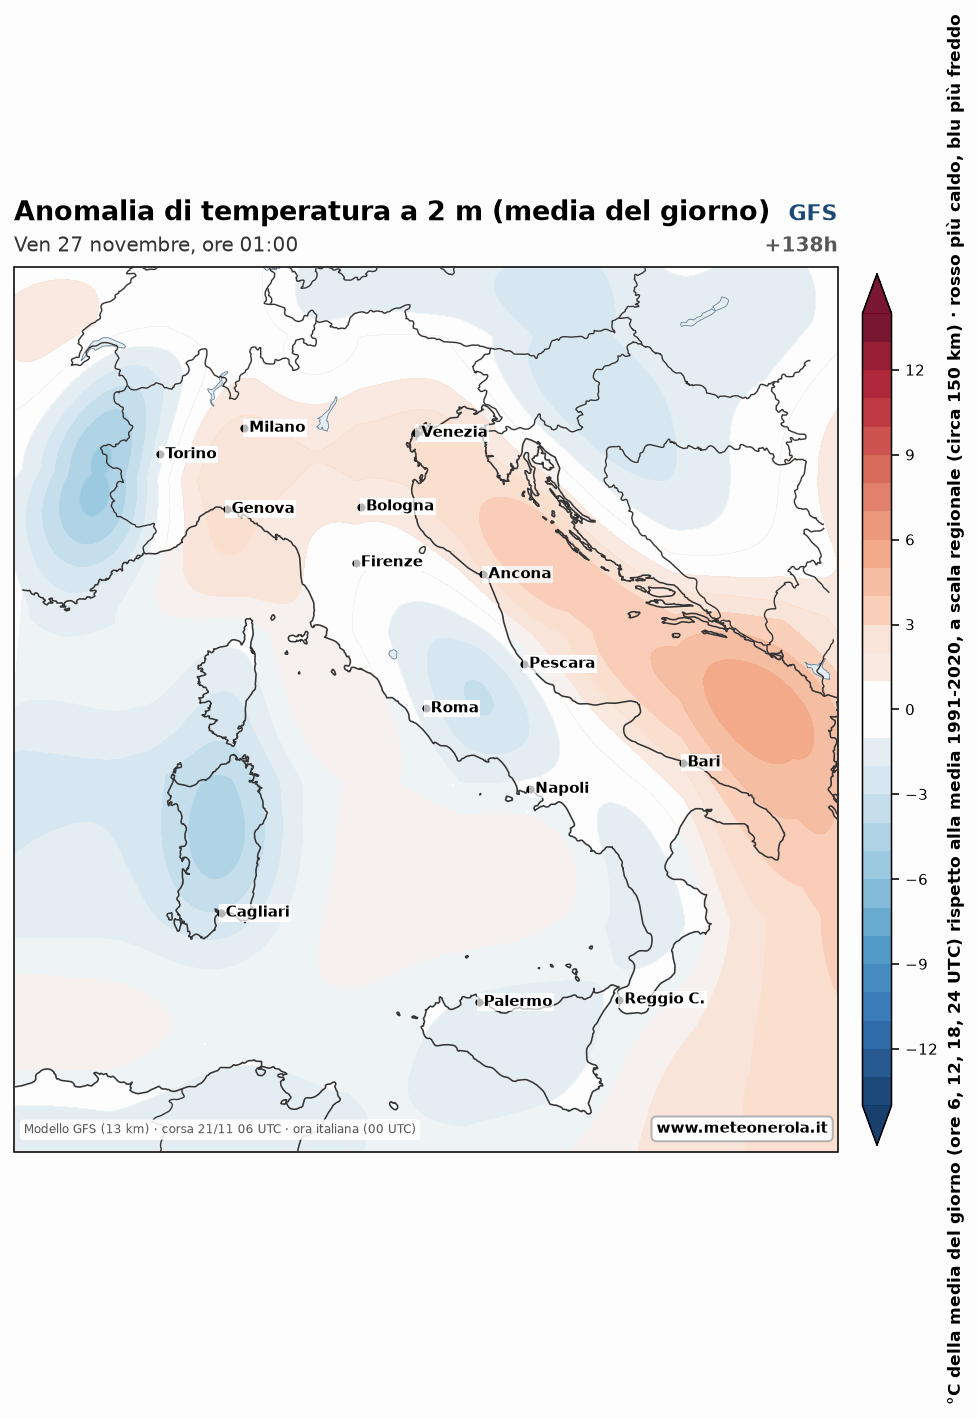 Anomalia di temperatura a 2 m (media del giorno) GFS
Ven 27 novembre, ore 01:00 +138h
Milano
Venezia
Torino
Genova
Bologna
Firenze
Ancona
Pescara
Roma
Bari
Napoli
Cagliari
Palermo
Reggio C.
Modello GFS (13 km) · corsa 21/11 06 UTC · ora italiana (00 UTC)
www.meteonerola.it
12
9
6
3
0
−3
−6
−9
−12
°C della media del giorno (ore 6, 12, 18, 24 UTC) rispetto alla media 1991-2020, a scala regionale (circa 150 km) · rosso più caldo, blu più freddo